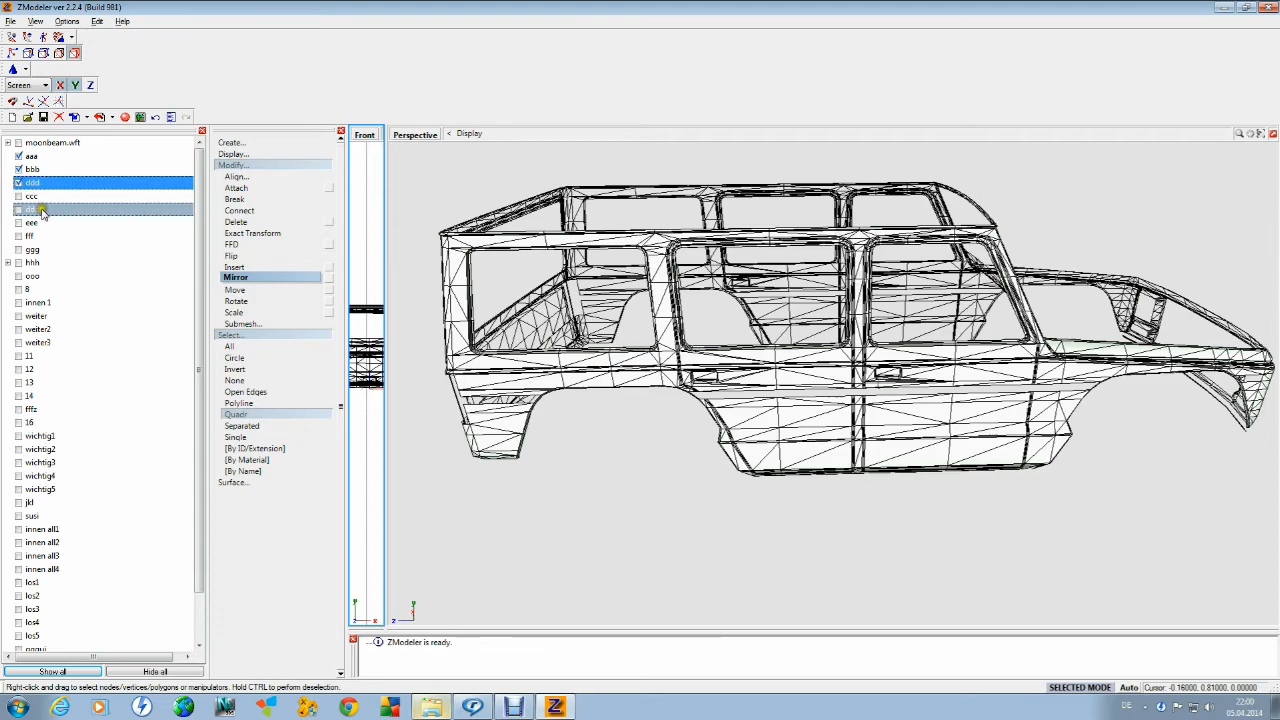 ZModeler ver 2.2.4 (Build 981)
File View Options Edit Help
Screen X Y Z
moonbeam.wft
aaa
bbb
ddd
ccc
eee
fff
ggg
hhh
ooo
8
innen 1
weiter
weiter2
weiter3
11
12
13
14
fffz
16
wichtig1
wichtig2
wichtig3
wichtig4
wichtig5
jkl
susi
innen all1
innen all2
innen all3
innen all4
los1
los2
los3
los4
los5
Show all Hide all
Create...
Display...
Modify...
Align...
Attach
Break
Connect
Delete
Exact Transform
FFD
Flip
Insert
Mirror
Move
Rotate
Scale
Submesh...
Select...
All
Circle
Invert
None
Open Edges
Polyline
Quadr
Separated
Single
[By ID/Extension]
[By Material]
[By Name]
Surface...
Front
y
z x
Perspective < Display
y
z x
ZModeler is ready.
Right-click and drag to select nodes/vertices/polygons or manipulators. Hold CTRL to perform deselection.
SELECTED MODE Auto Cursor: -0.16000, 0.81000, 0.00000
DE
22:00
05.04.2014